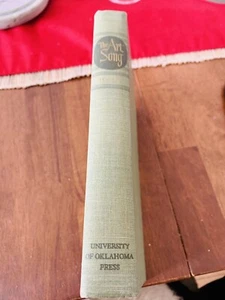 The Art
Song
UNIVERSITY
OF OKLAHOMA
PRESS